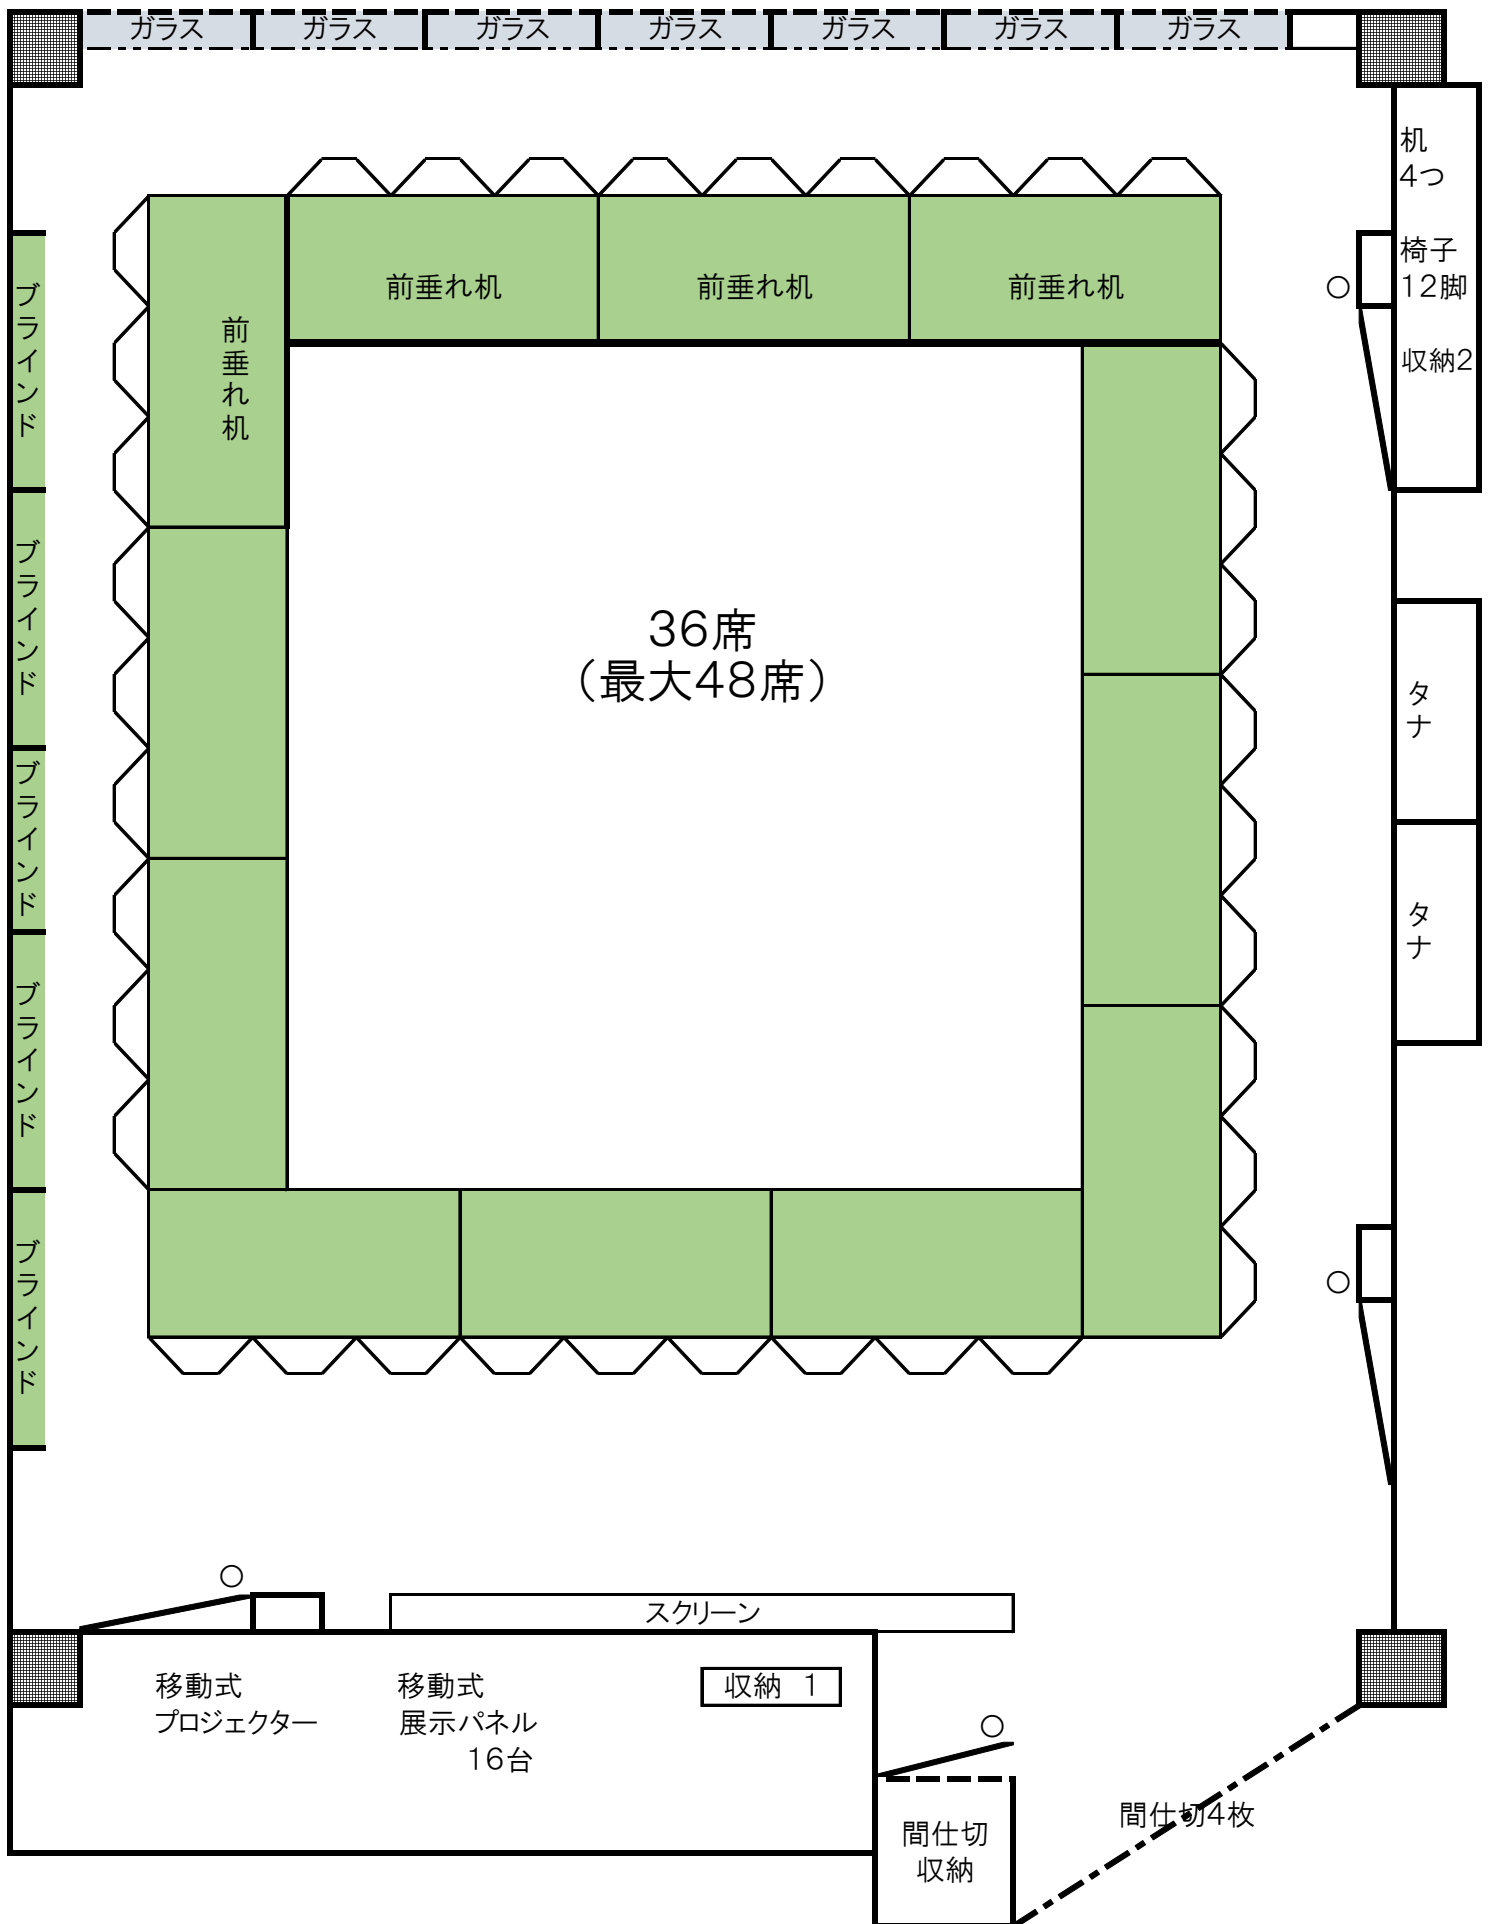 ガラス ガラス ガラス ガラス ガラス ガラス ガラス
机
4つ
椅子
12脚
収納2
前垂れ机 前垂れ机 前垂れ机
前垂れ机
ブラインド
ブラインド
ブラインド
ブラインド
ブラインド
○
36席
（最大48席）
タナ
タナ
○
○
スクリーン
移動式
プロジェクター
移動式
展示パネル
16台
収納 1
○
間仕切4枚
間仕切
収納